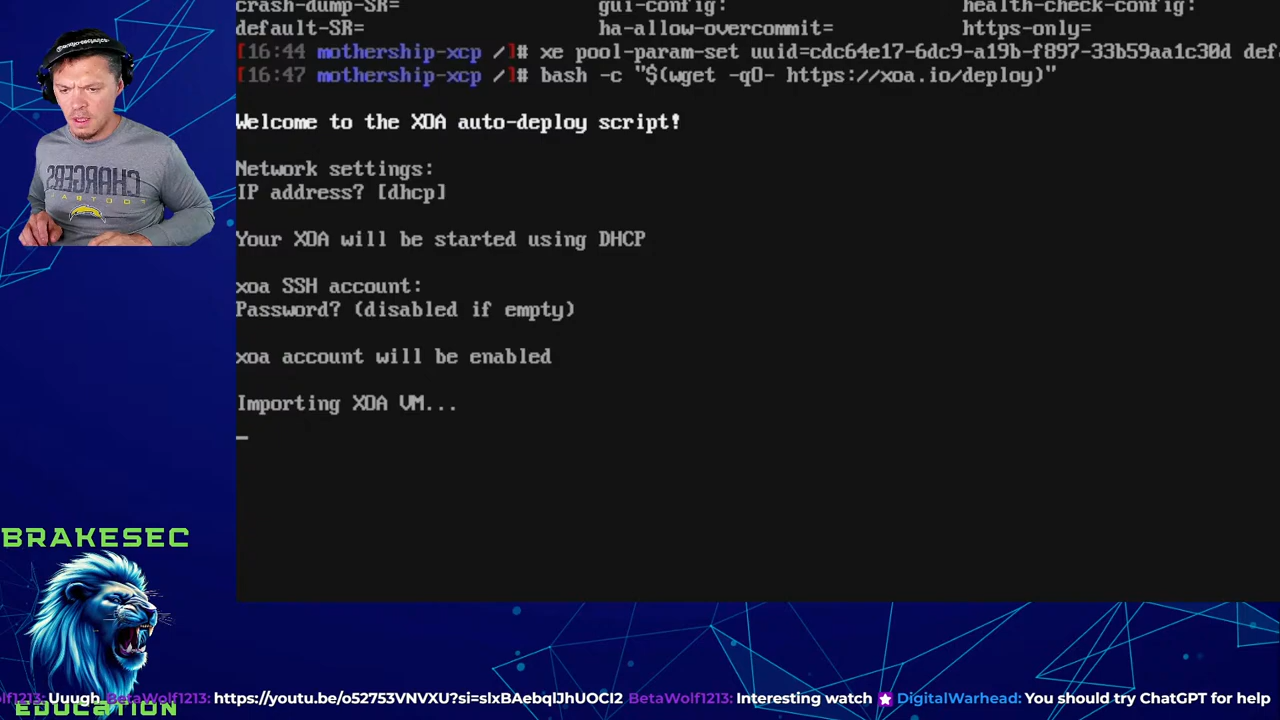 crash-dump-SR= gui-config: health-check-config:
default-SR= ha-allow-overcommit= https-only=
[16:44 mothership-xcp /]# xe pool-param-set uuid=cdc64e17-6dc9-a19b-f897-33b59aa1c30d def
[16:47 mothership-xcp /]# bash -c "$(wget -qO- https://xoa.io/deploy)"
Welcome to the XOA auto-deploy script!
Network settings:
IP address? [dhcp]
Your XOA will be started using DHCP
xoa SSH account:
Password? (disabled if empty)
xoa account will be enabled
Importing XOA VM...
CHARGERS
FOOTBALL
BRAKESEC
EDUCATION
olf1213: Uuugh BetaWolf1213: https://youtu.be/o52753VNVXU?si=slxBAebqlJhUOCI2 BetaWolf1213: Interesting watch DigitalWarhead: You should try ChatGPT for help